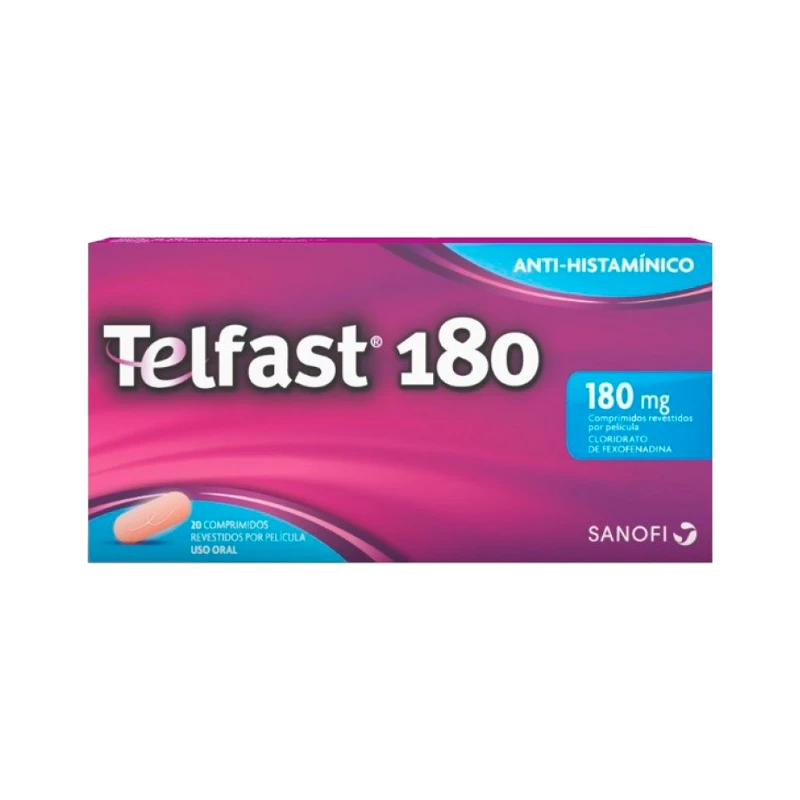 ANTI-HISTAMÍNICO
Telfast® 180
180 mg
Comprimidos revestidos
por película
CLORIDRATO
DE FEXOFENADINA
20 COMPRIMIDOS
REVESTIDOS POR PELÍCULA
USO ORAL
SANOFI